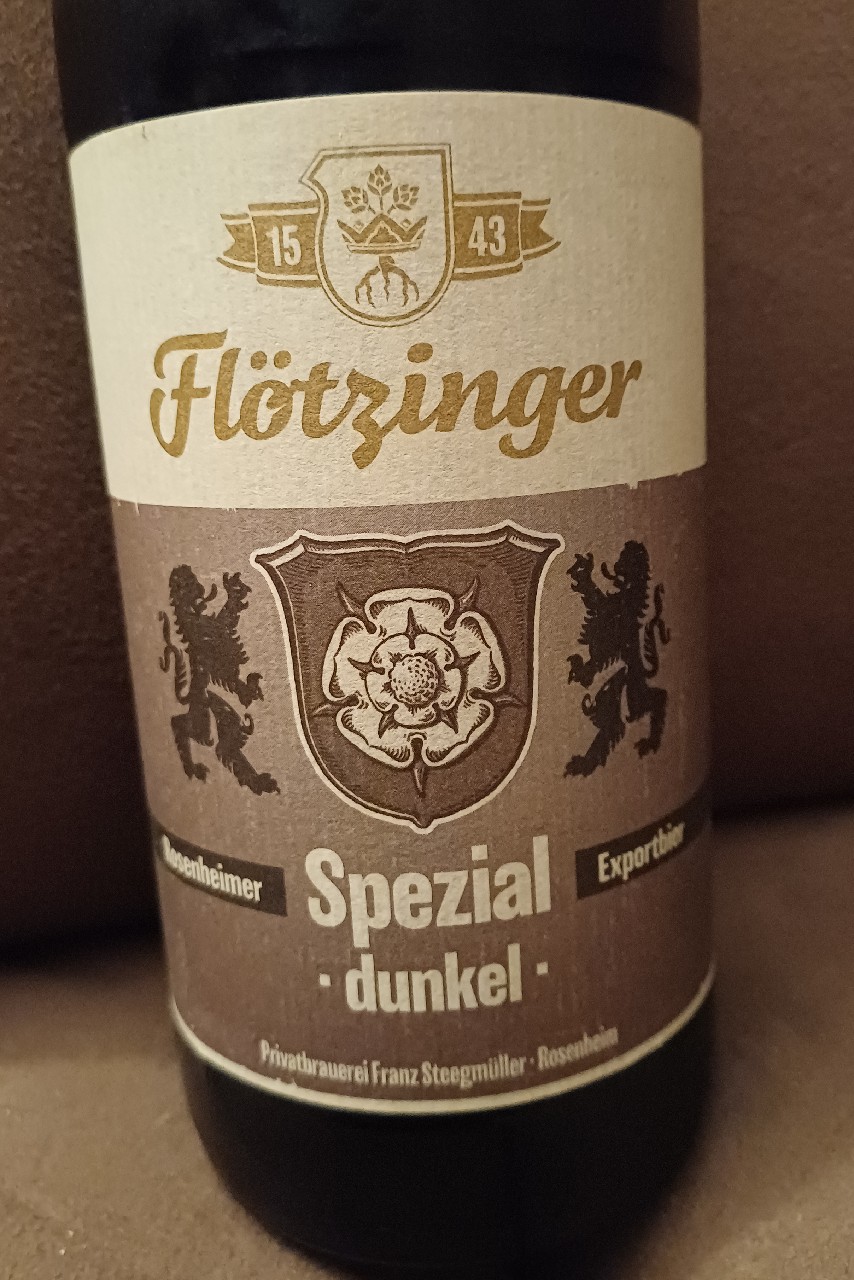 15 43
Flötzinger
Rosenheimer
Spezial
Exportbier
· dunkel ·
Privatbrauerei Franz Steegmüller · Rosenheim